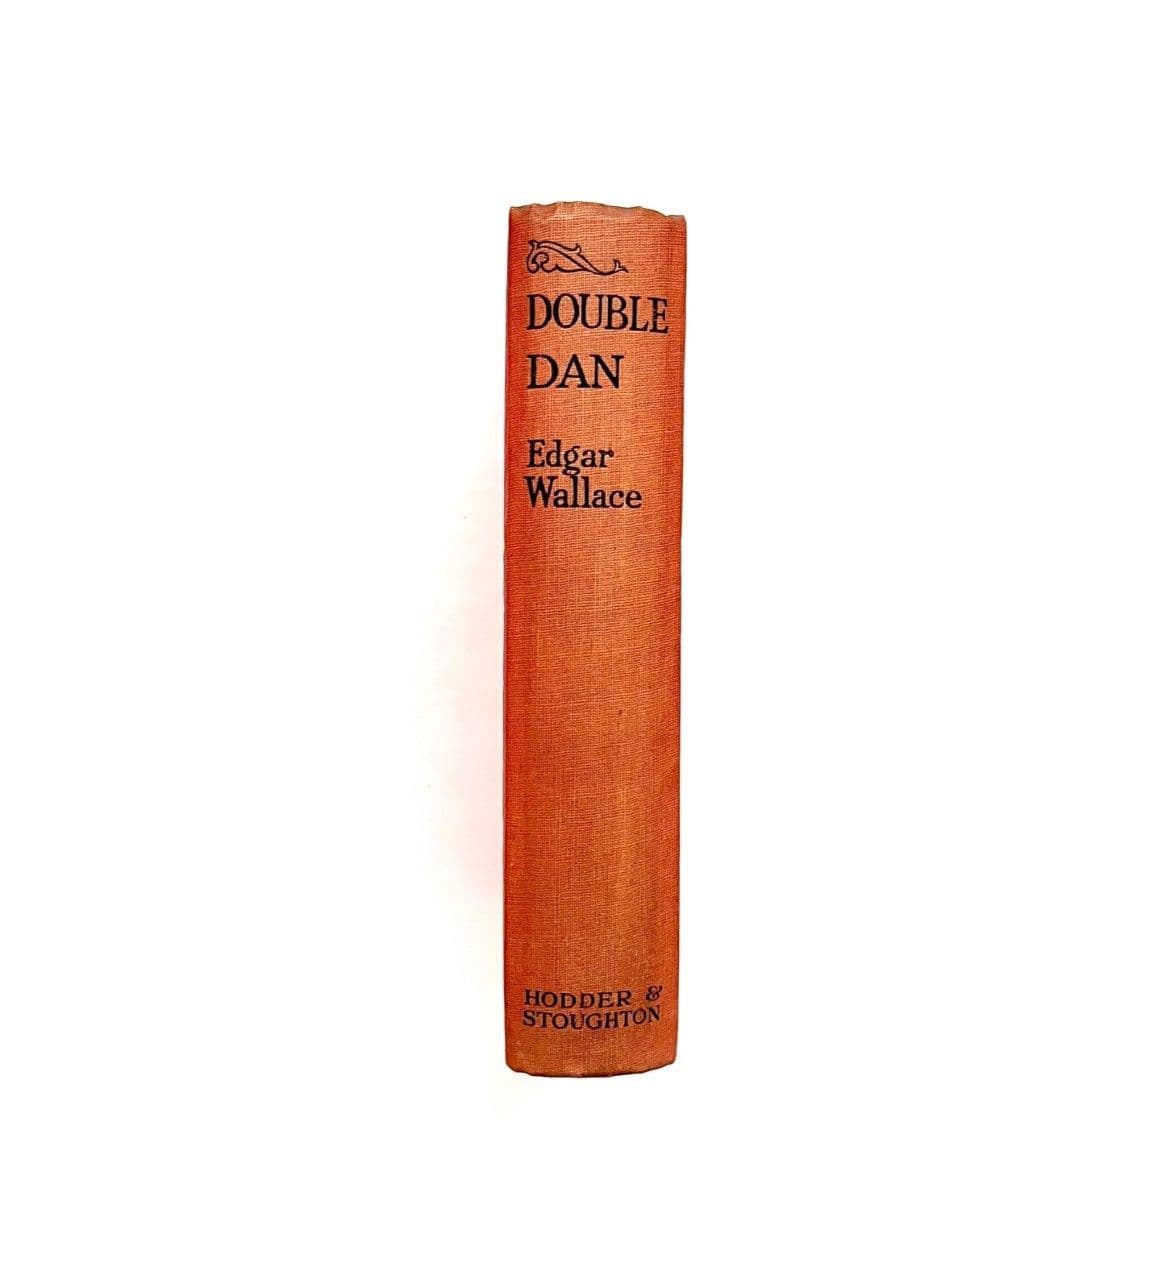 DOUBLE
DAN
Edgar
Wallace
HODDER &
STOUGHTON